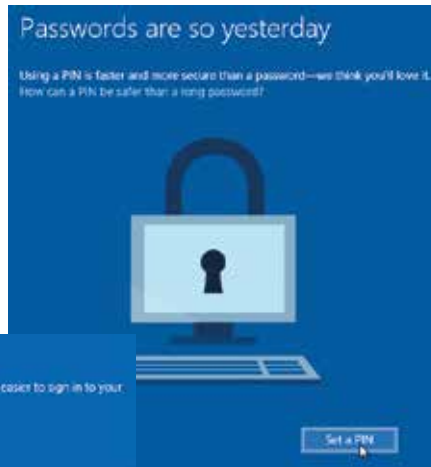 Passwords are so yesterday
Using a PIN is faster and more secure than a password—we think you'll love it.
How can a PIN be safer than a long password?
easier to sign in to your
Set a PIN